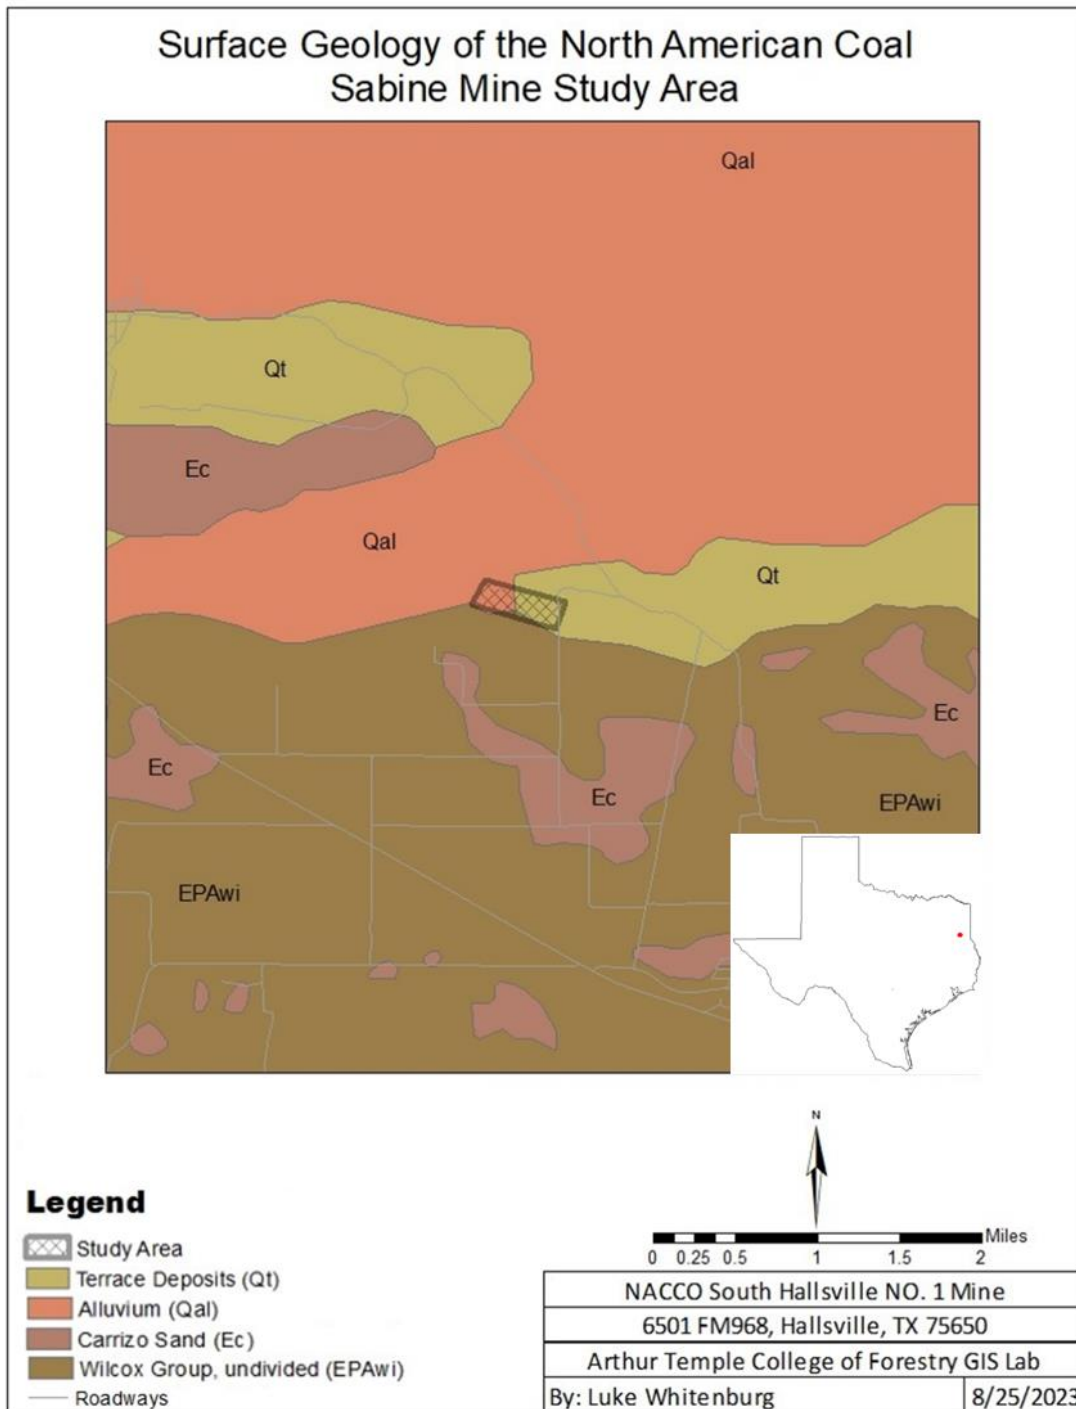 Surface Geology of the North American Coal
Sabine Mine Study Area
Qal
Qt
Ec
Qal
Qt
Ec
Ec
Ec
EPAwi
EPAwi
N
Miles
0 0.25 0.5 1 1.5 2
Legend
Study Area
Terrace Deposits (Qt)
Alluvium (Qal)
Carrizo Sand (Ec)
Wilcox Group, undivided (EPAwi)
Roadways
NACCO South Hallsville NO. 1 Mine
6501 FM968, Hallsville, TX 75650
Arthur Temple College of Forestry GIS Lab
By: Luke Whitenburg 8/25/2023